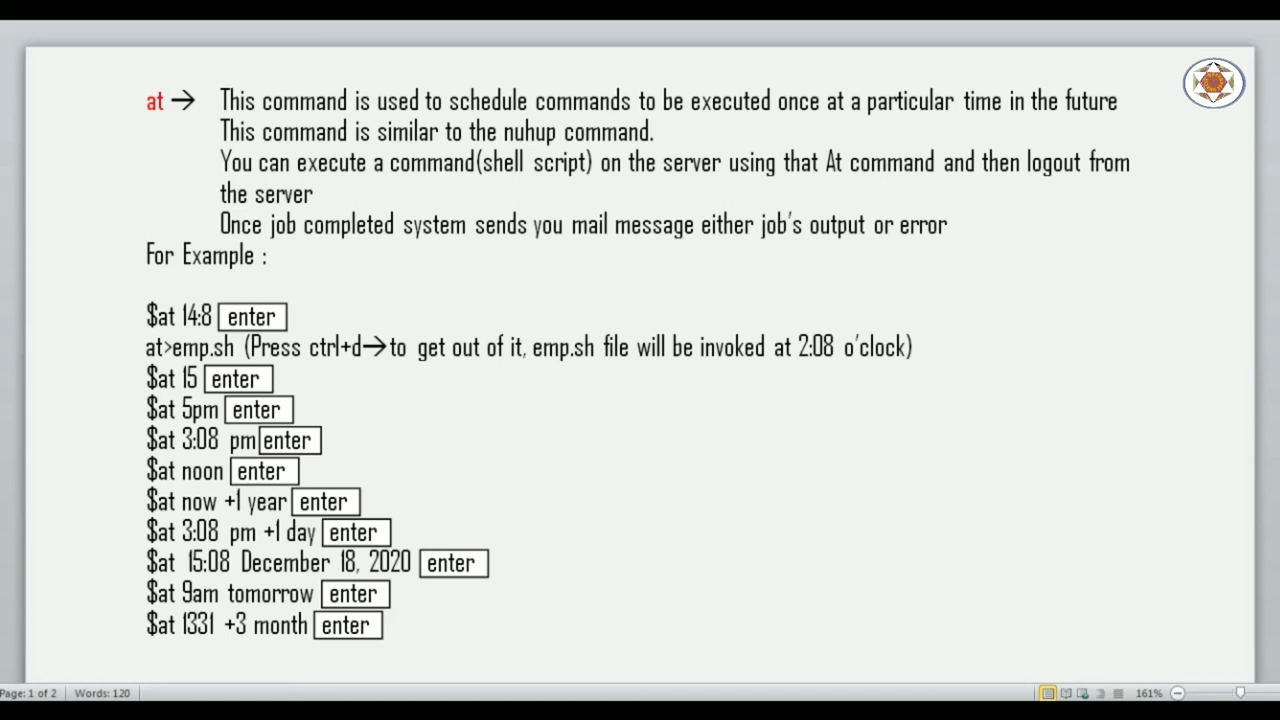 at → This command is used to schedule commands to be executed once at a particular time in the future
This command is similar to the nuhup command.
You can execute a command(shell script) on the server using that At command and then logout from
the server
Once job completed system sends you mail message either job's output or error
For Example :
$at 14:8 enter
at>emp.sh (Press ctrl+d→to get out of it, emp.sh file will be invoked at 2:08 o'clock)
$at 15 enter
$at 5pm enter
$at 3:08 pm enter
$at noon enter
$at now +1 year enter
$at 3:08 pm +1 day enter
$at 15:08 December 18, 2020 enter
$at 9am tomorrow enter
$at 1331 +3 month enter
Page: 1 of 2 Words: 120 161%